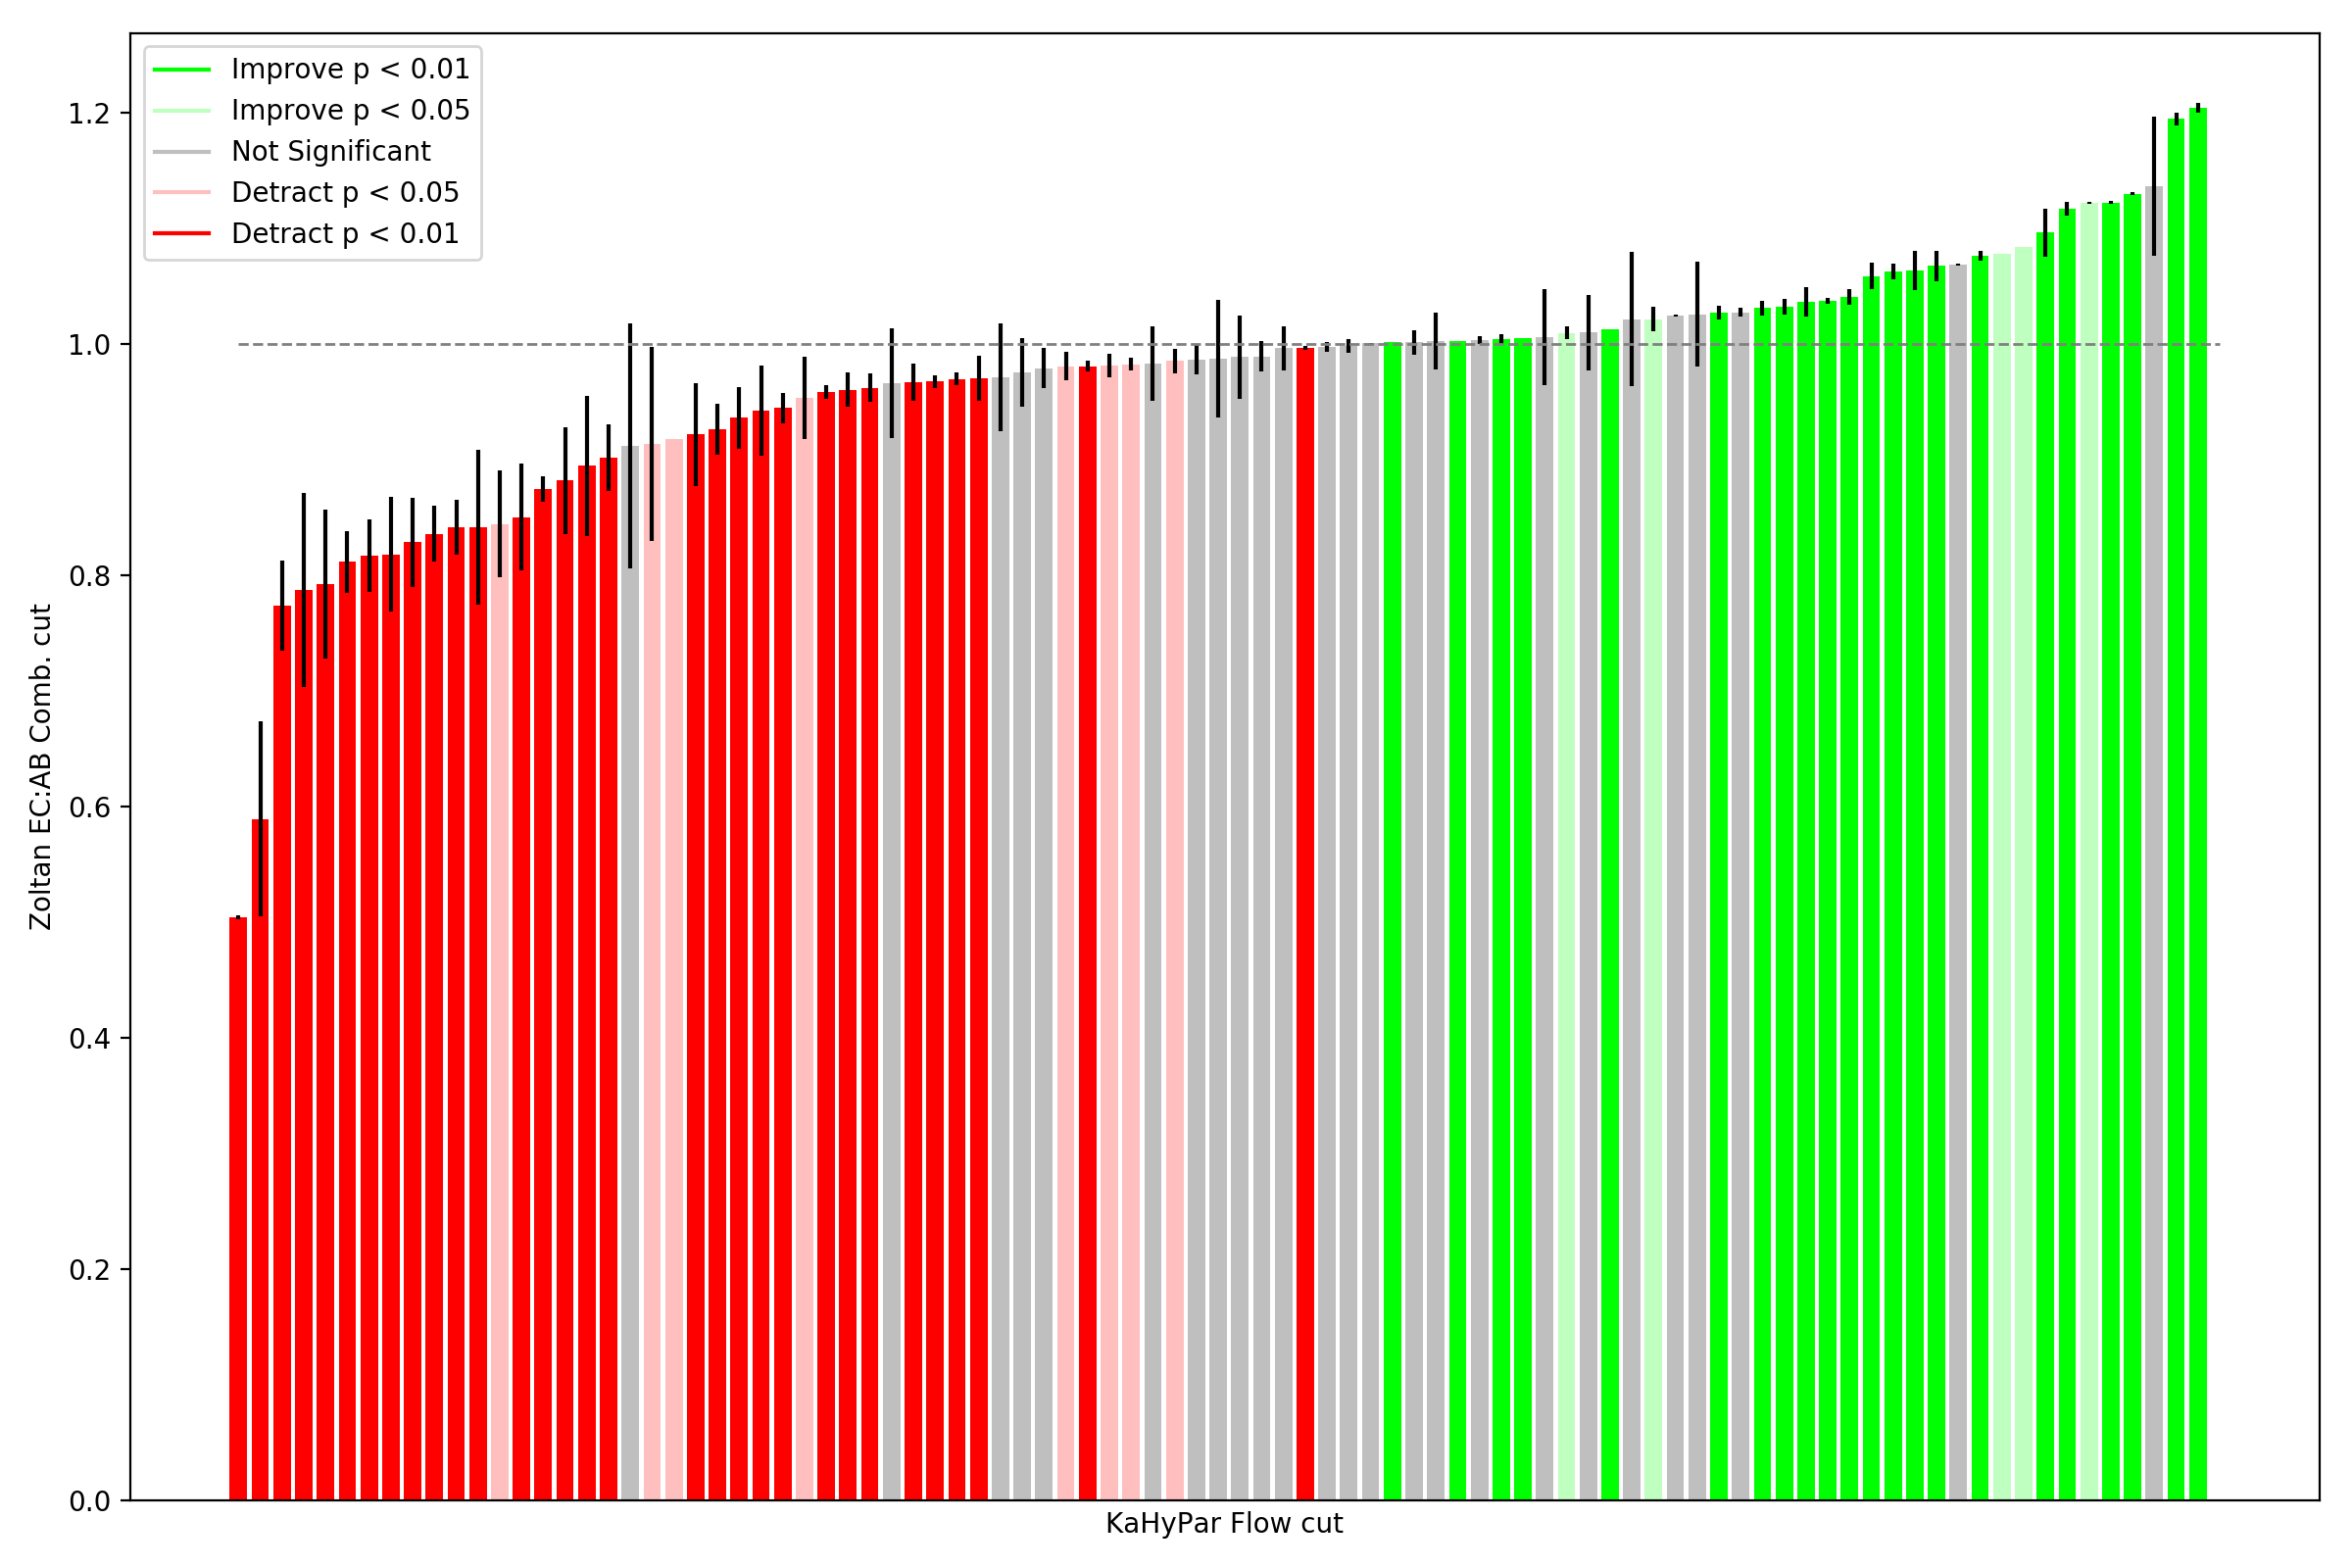 Improve p < 0.01
Improve p < 0.05
Not Significant
Detract p < 0.05
Detract p < 0.01
1.2
1.0
0.8
0.6
0.4
0.2
0.0
Zoltan EC:AB Comb. cut
KaHyPar Flow cut